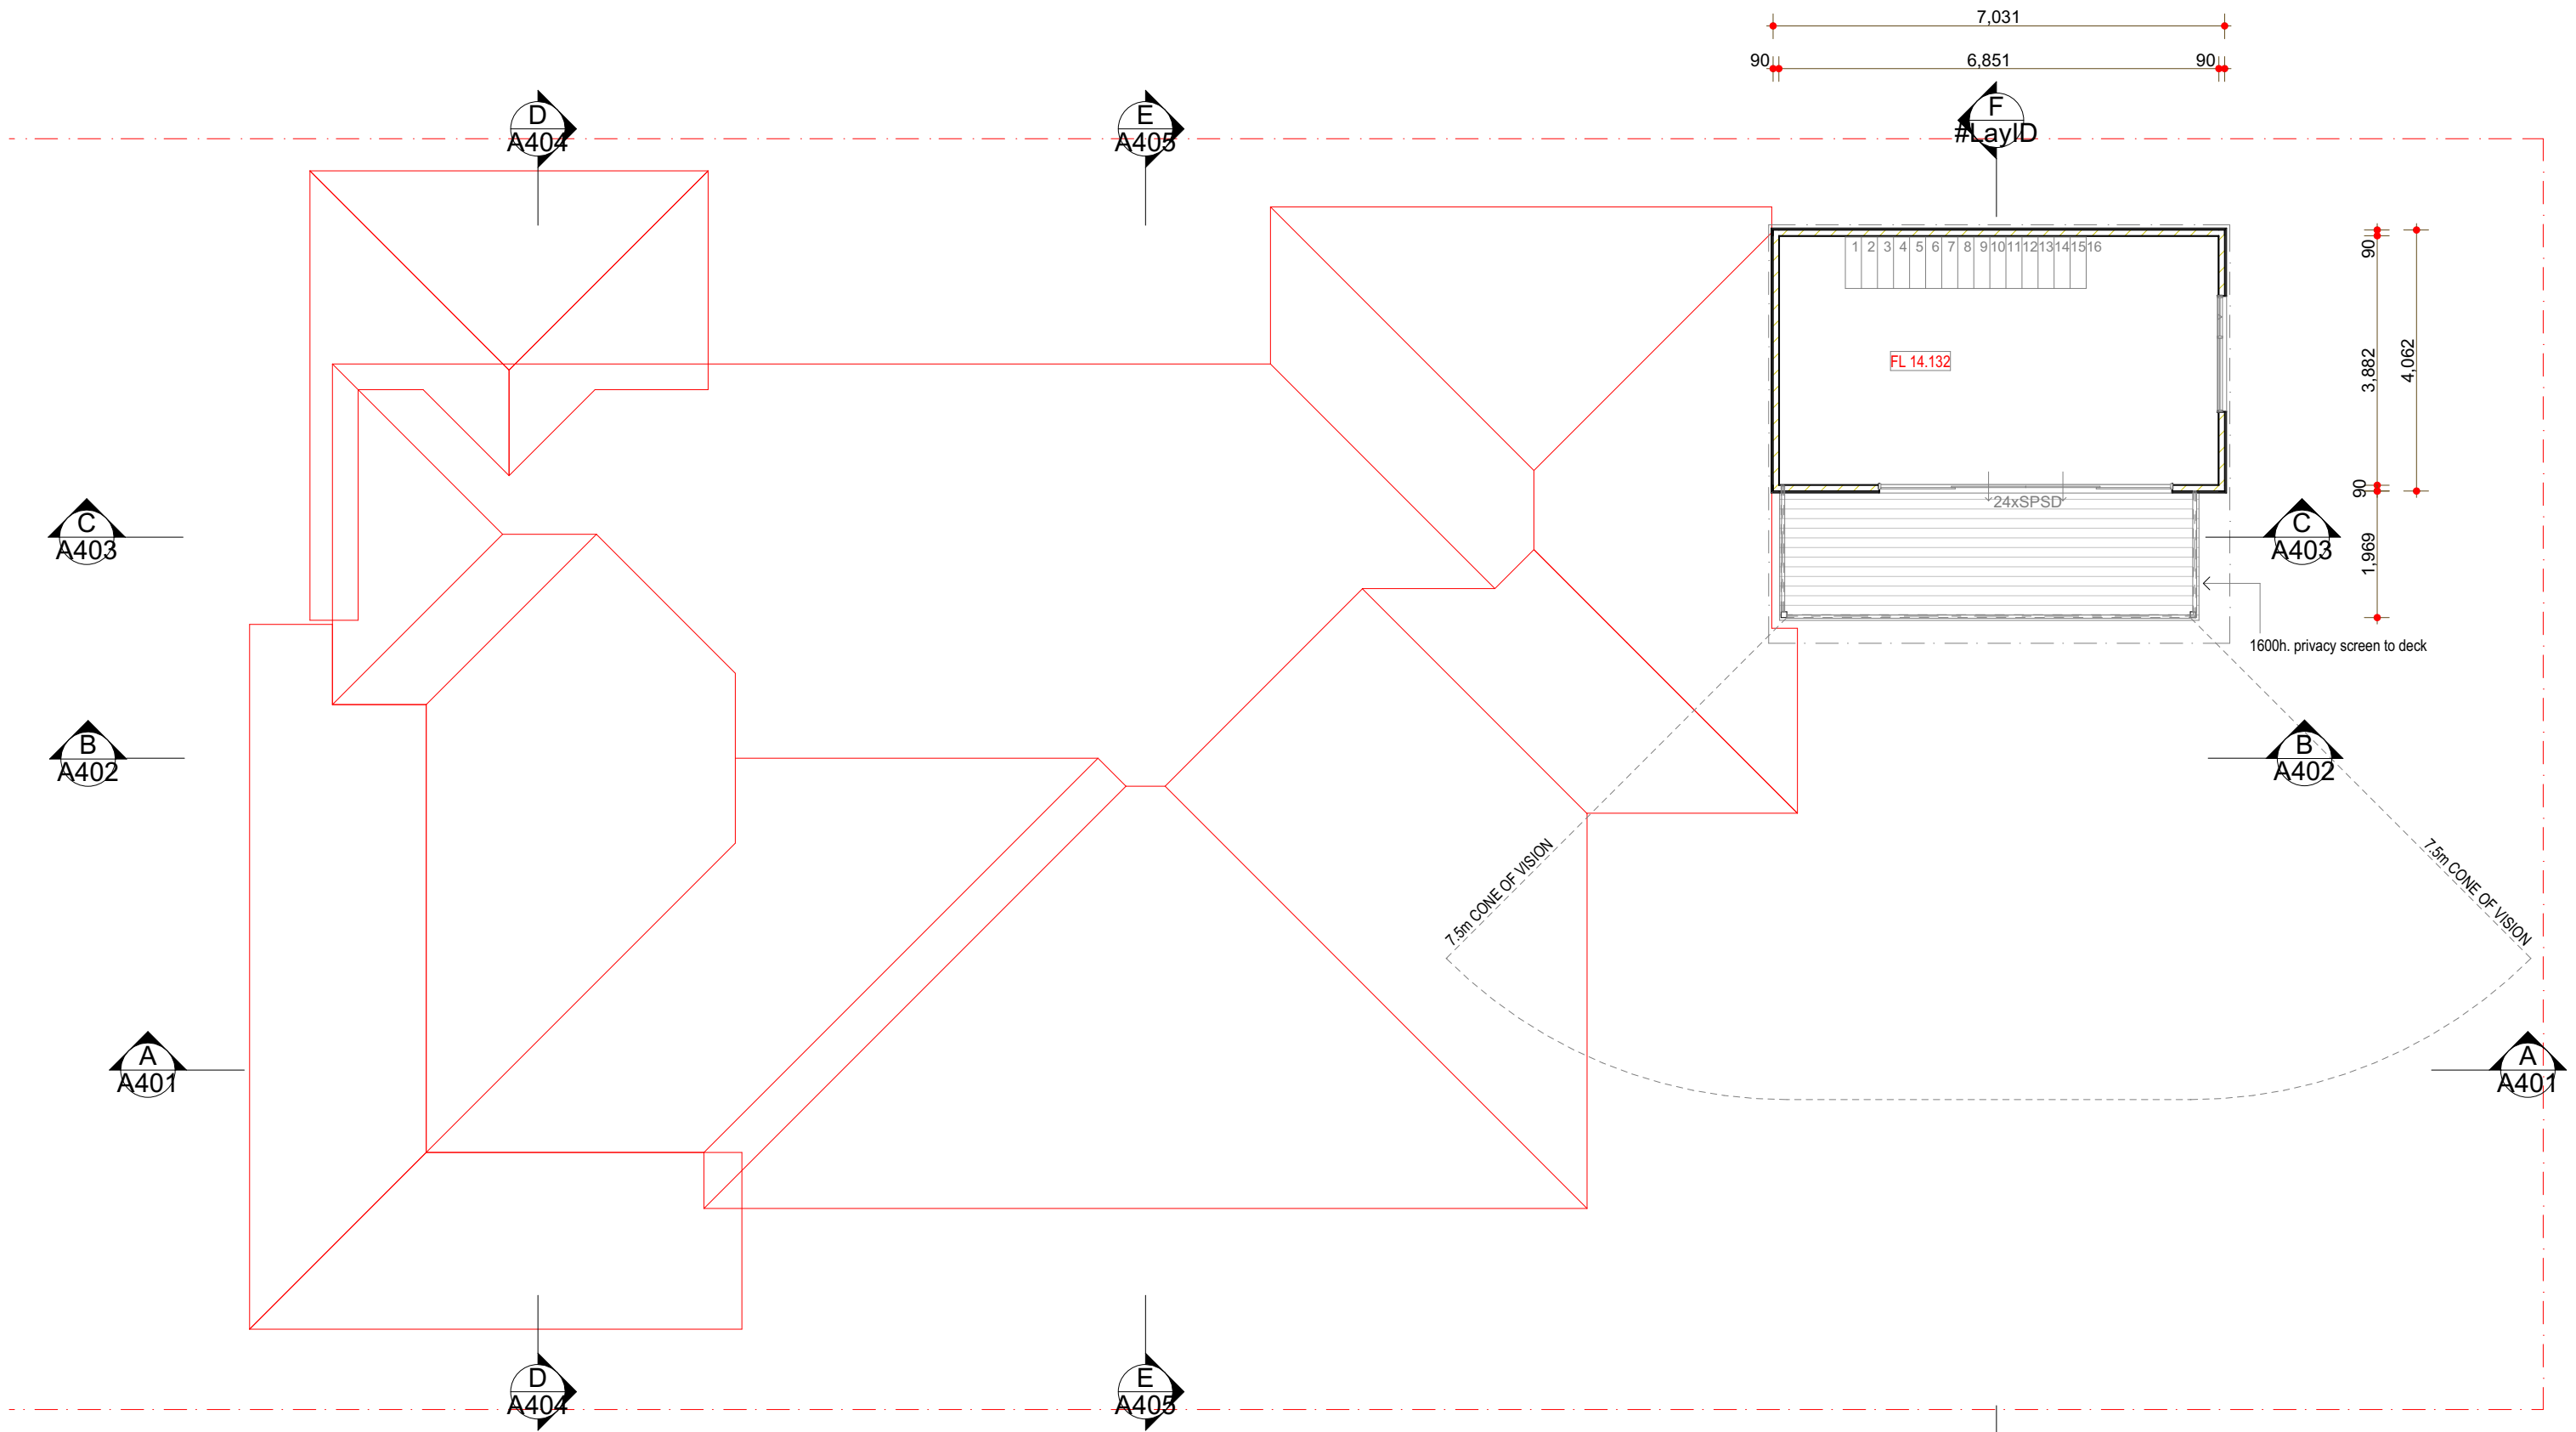 7,031
90 6,851 90
D
A404
E
A405
F
#LayID
1 2 3 4 5 6 7 8 9 10 11 12 13 14 15 16
90
FL 14.132
3,882
4,062
90
24xSPSD
C
A403
C
A403
1,969
1600h. privacy screen to deck
B
A402
B
A402
7.5m CONE OF VISION
7.5m CONE OF VISION
A
A401
A
A401
D
A404
E
A405